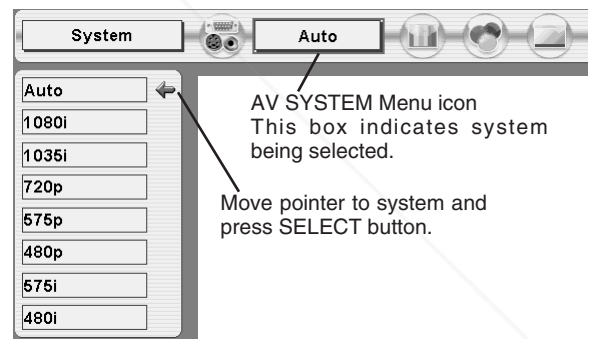 System
Auto
AV SYSTEM Menu icon
This box indicates system
being selected.
Move pointer to system and
press SELECT button.
Auto
1080i
1035i
720p
575p
480p
575i
480i